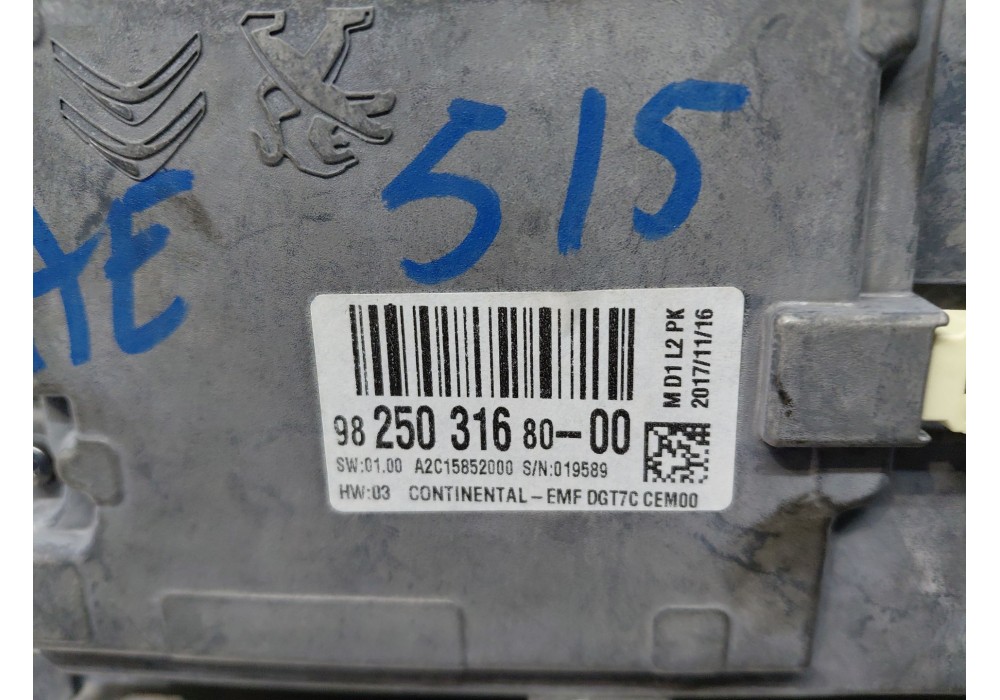 515
98 250 316 80-00
SW:01.00 A2C15852000 S/N:019589
HW:03 CONTINENTAL-EMF DGT7C CEM00
M D1 L2 PK
2017/11/16